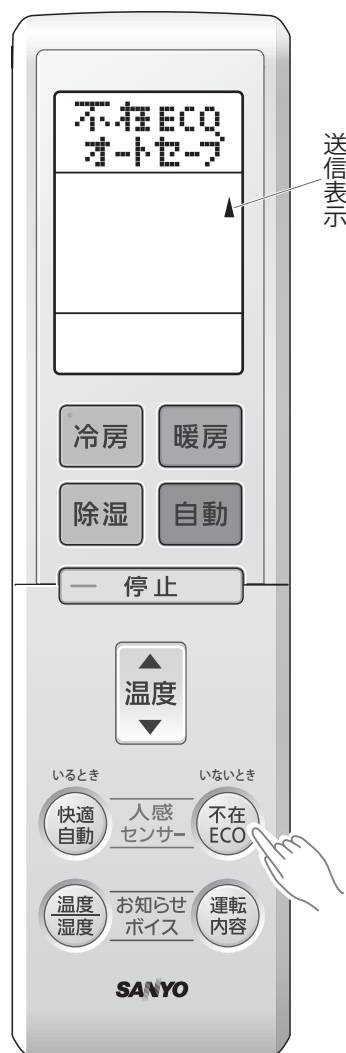 不在ECO
オートセーブ
送信表示
冷房
暖房
除湿
自動
停止
温度
いるとき
いないとき
快適
自動
人感
センサー
不在
ECO
温度
湿度
お知らせ
ボイス
運転
内容
SANYO